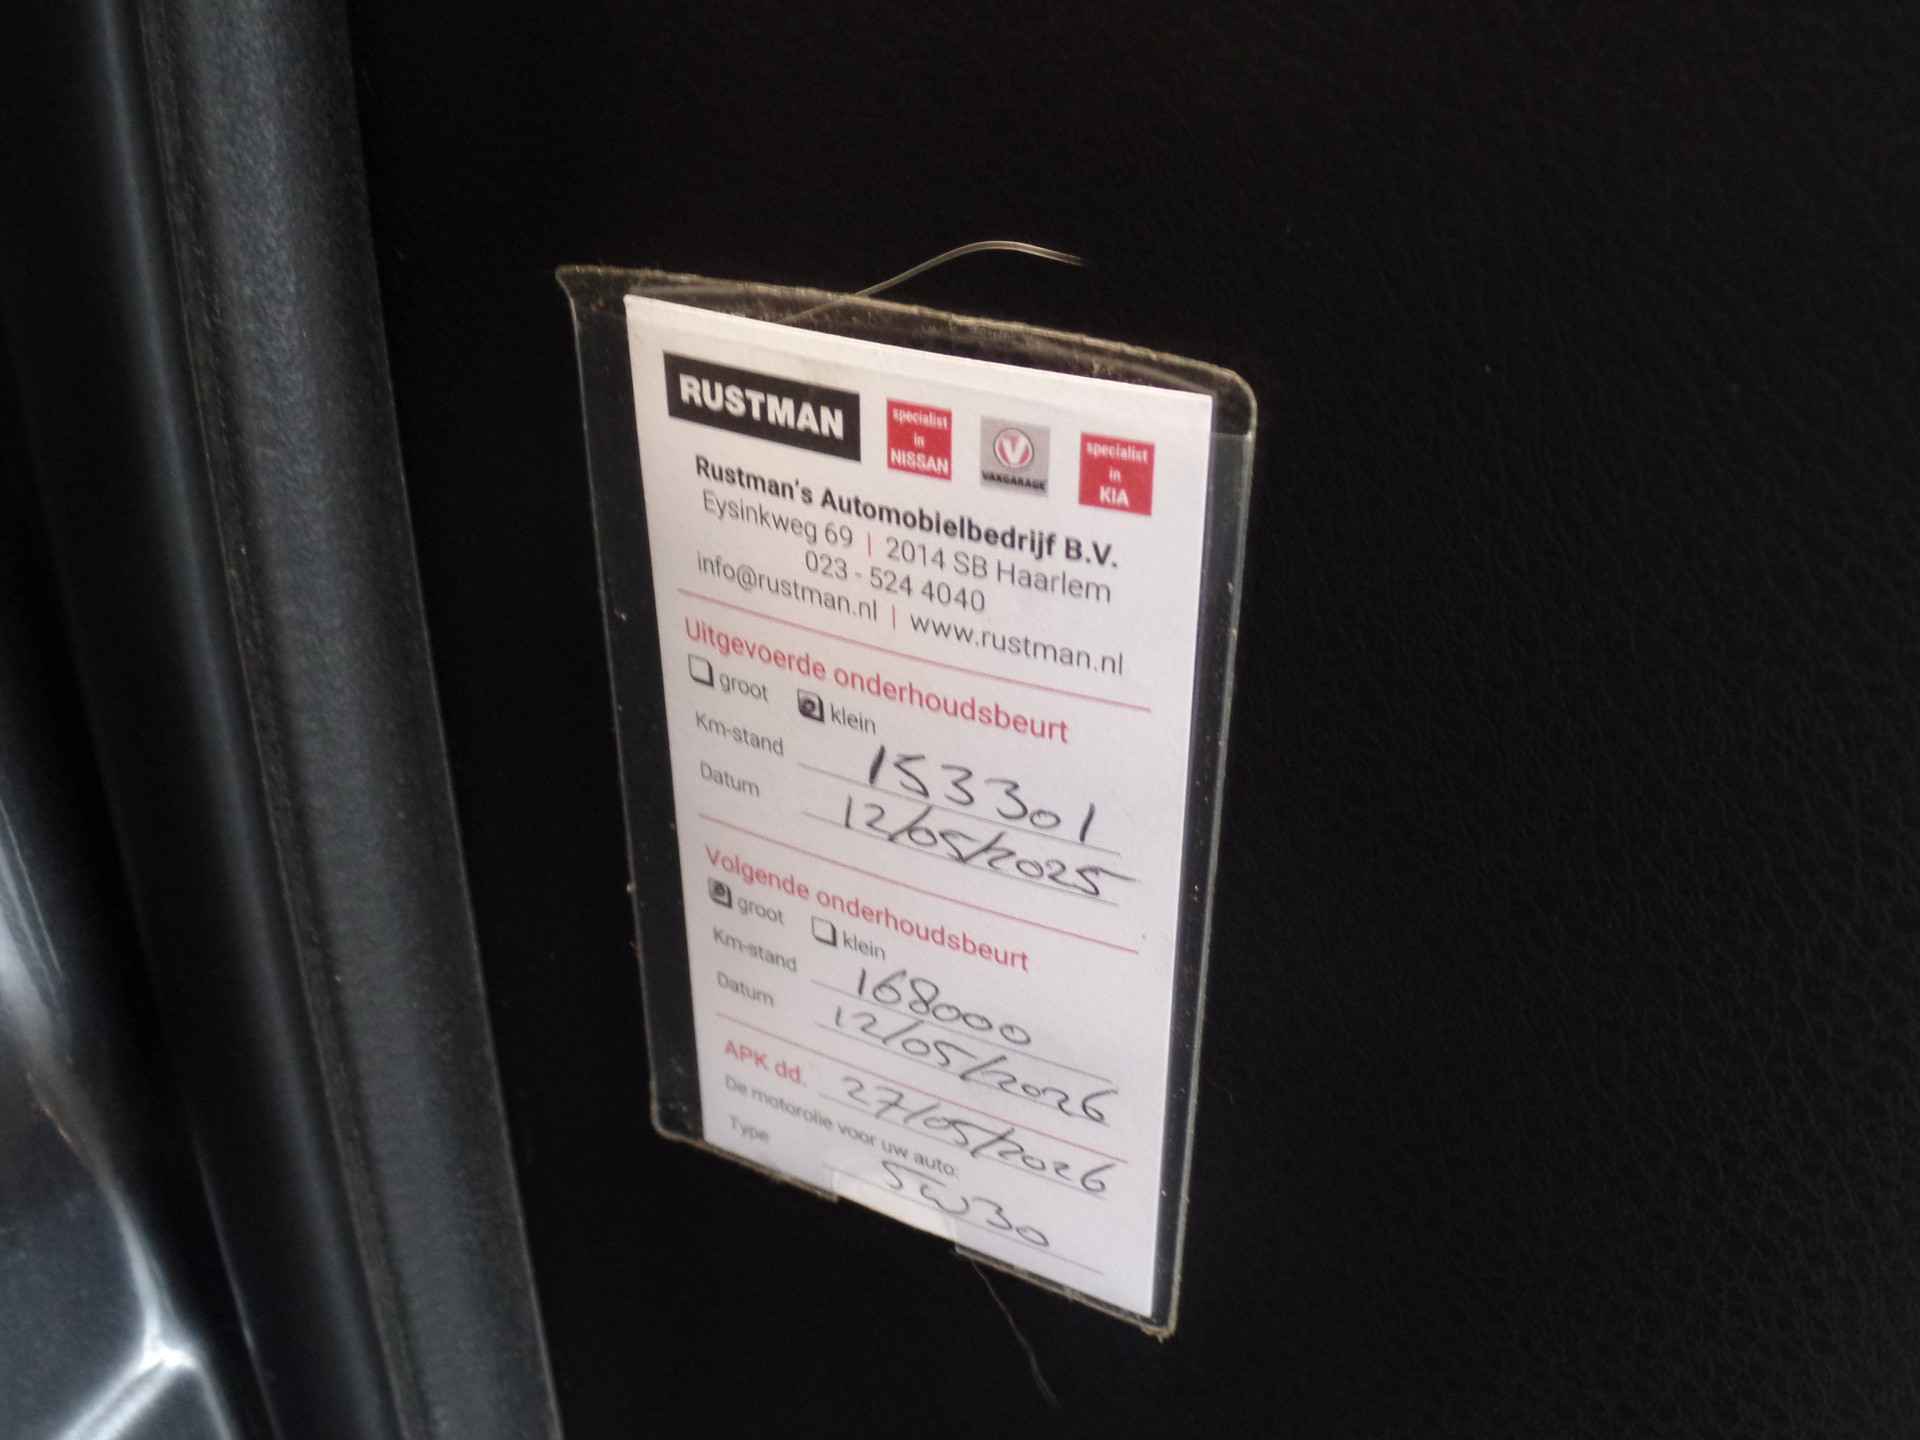 RUSTMAN
specialist
in
NISSAN
V
VAKGARAGE
specialist
in
KIA
Rustman's Automobielbedrijf B.V.
Eysinkweg 69 | 2014 SB Haarlem
023 - 524 4040
info@rustman.nl | www.rustman.nl
Uitgevoerde onderhoudsbeurt
groot klein
Km-stand 153301
Datum 12/05/2025
Volgende onderhoudsbeurt
groot klein
Km-stand 168000
Datum 12/05/2026
APK dd. 27/05/2026
De motorolie voor uw auto:
Type 5W30